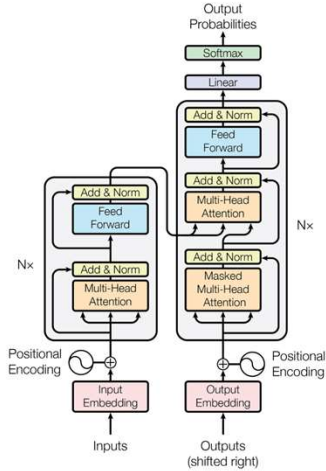 Output
Probabilities
Softmax
Linear
Add & Norm
Feed
Forward
Add & Norm
Multi-Head
Attention
Nx
Add & Norm
Masked
Multi-Head
Attention
Add & Norm
Feed
Forward
Nx
Add & Norm
Multi-Head
Attention
Positional
Encoding
Positional
Encoding
Input
Embedding
Output
Embedding
Inputs
Outputs
(shifted right)